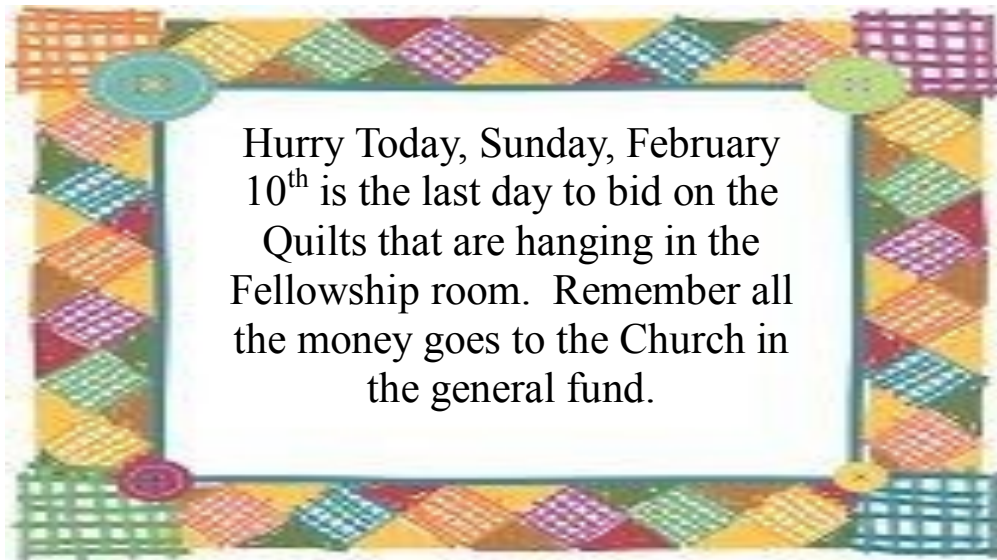 Hurry Today, Sunday, February
10th is the last day to bid on the
Quilts that are hanging in the
Fellowship room.  Remember all
the money goes to the Church in
the general fund.